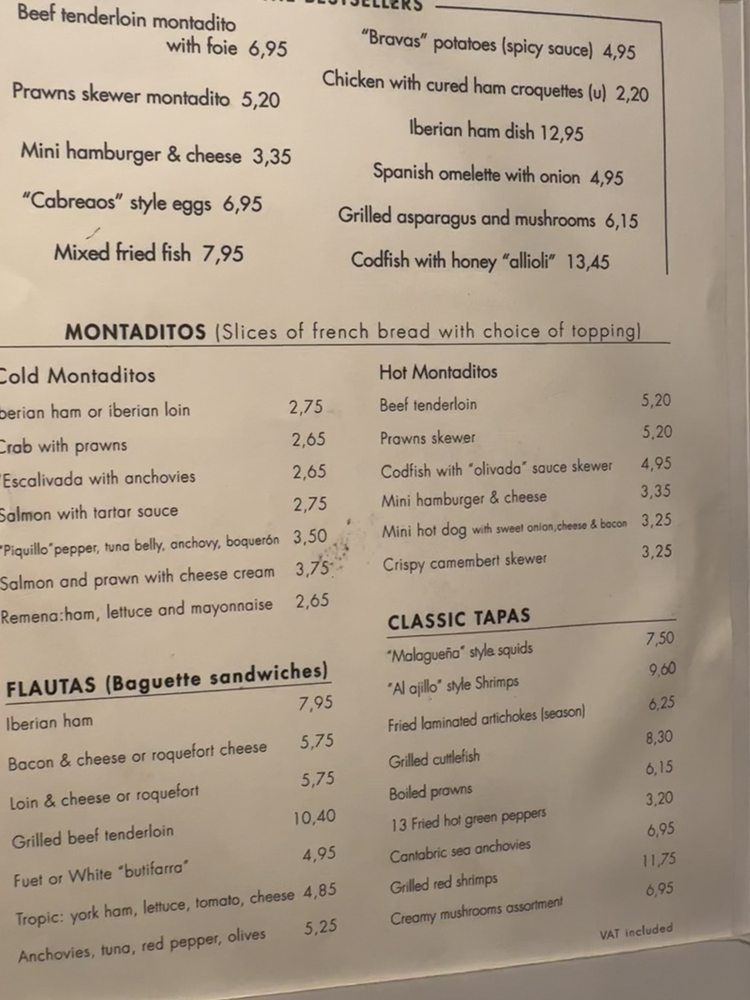 BESTSELLERS
Beef tenderloin montadito
with foie 6,95
Prawns skewer montadito 5,20
Mini hamburger & cheese 3,35
"Cabreaos" style eggs 6,95
Mixed fried fish 7,95
"Bravas" potatoes (spicy sauce) 4,95
Chicken with cured ham croquettes (u) 2,20
Iberian ham dish 12,95
Spanish omelette with onion 4,95
Grilled asparagus and mushrooms 6,15
Codfish with honey "allioli" 13,45
MONTADITOS (Slices of french bread with choice of topping)
Cold Montaditos
berian ham or iberian loin 2,75
Crab with prawns 2,65
"Escalivada with anchovies 2,65
Salmon with tartar sauce 2,75
"Piquillo"pepper, tuna belly, anchovy, boquerón 3,50
Salmon and prawn with cheese cream 3,75
Remena:ham, lettuce and mayonnaise 2,65
FLAUTAS (Baguette sandwiches)
Iberian ham 7,95
Bacon & cheese or roquefort cheese 5,75
Loin & cheese or roquefort 5,75
Grilled beef tenderloin 10,40
Fuet or White "butifarra" 4,95
Tropic: york ham, lettuce, tomato, cheese 4,85
Anchovies, tuna, red pepper, olives 5,25
Hot Montaditos
Beef tenderloin 5,20
Prawns skewer 5,20
Codfish with "olivada" sauce skewer 4,95
Mini hamburger & cheese 3,35
Mini hot dog with sweet onion,cheese & bacon 3,25
Crispy camembert skewer 3,25
CLASSIC TAPAS
"Malagueña" style squids 7,50
"Al ajillo" style Shrimps 9,60
Fried laminated artichokes (season) 6,25
Grilled cuttlefish 8,30
Boiled prawns 6,15
13 Fried hot green peppers 3,20
Cantabric sea anchovies 6,95
Grilled red shrimps 11,75
Creamy mushrooms assortment 6,95
VAT included